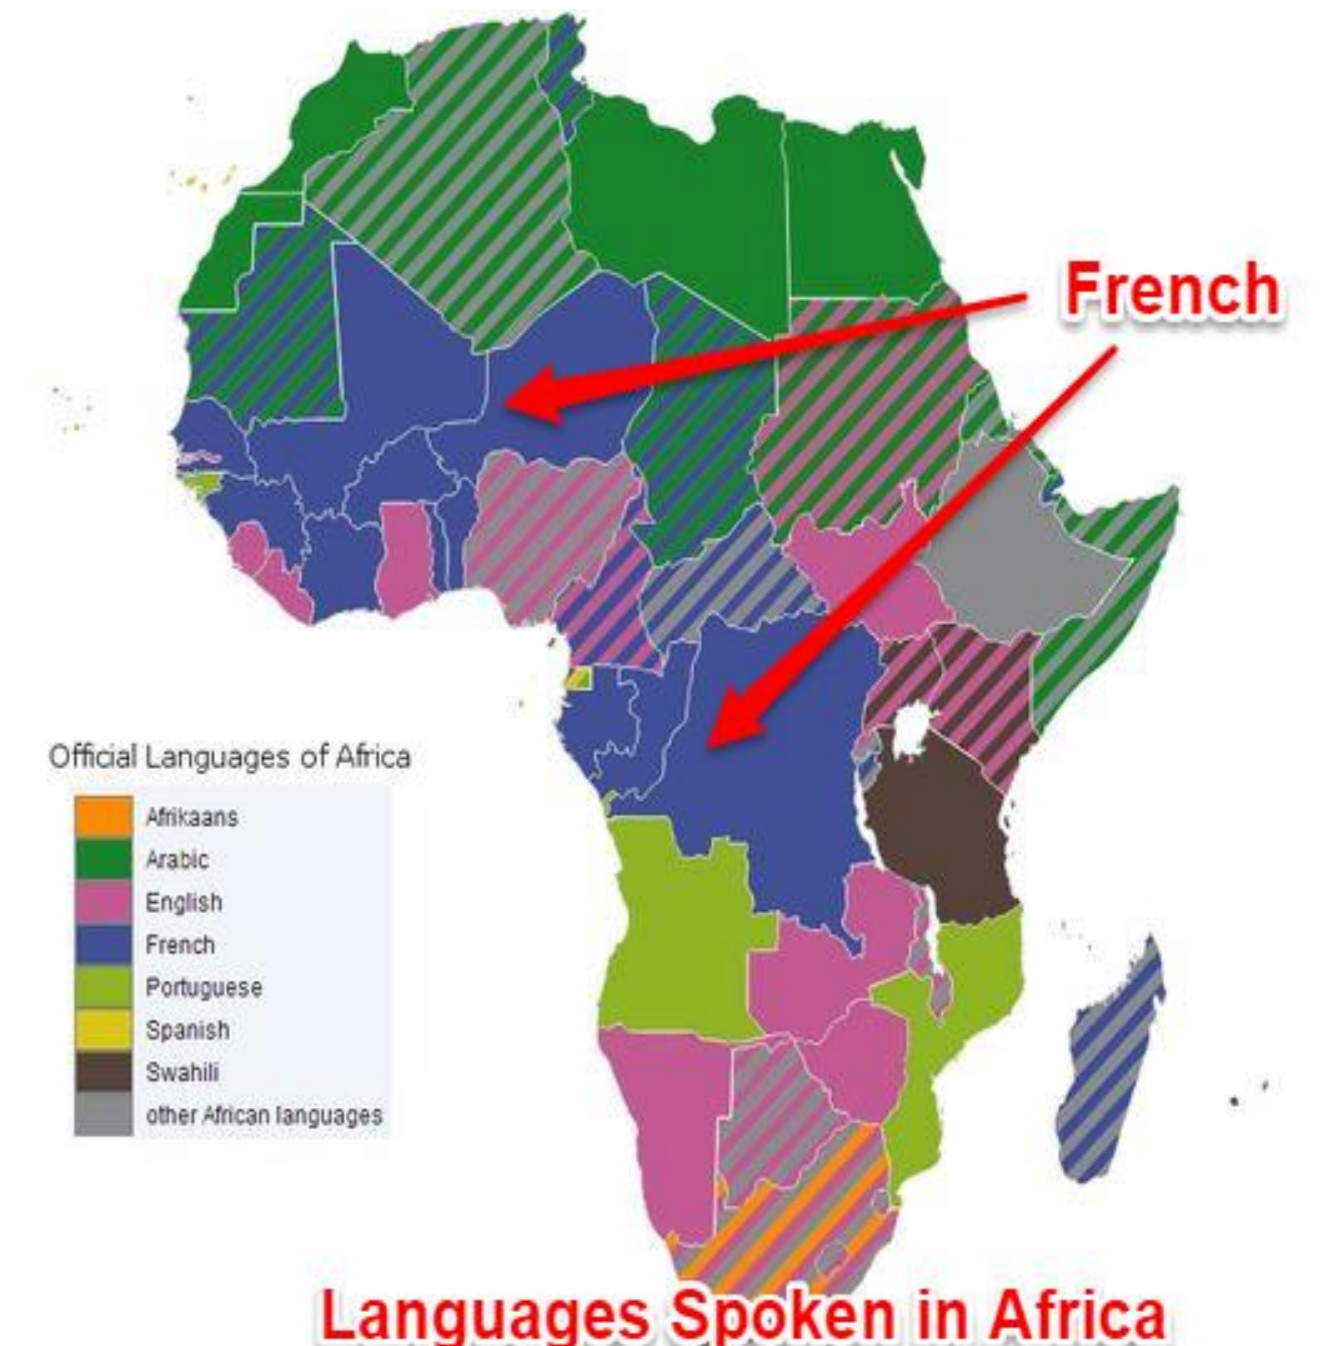 French
Official Languages of Africa
Afrikaans
Arabic
English
French
Portuguese
Spanish
Swahili
other African languages
Languages Spoken in Africa